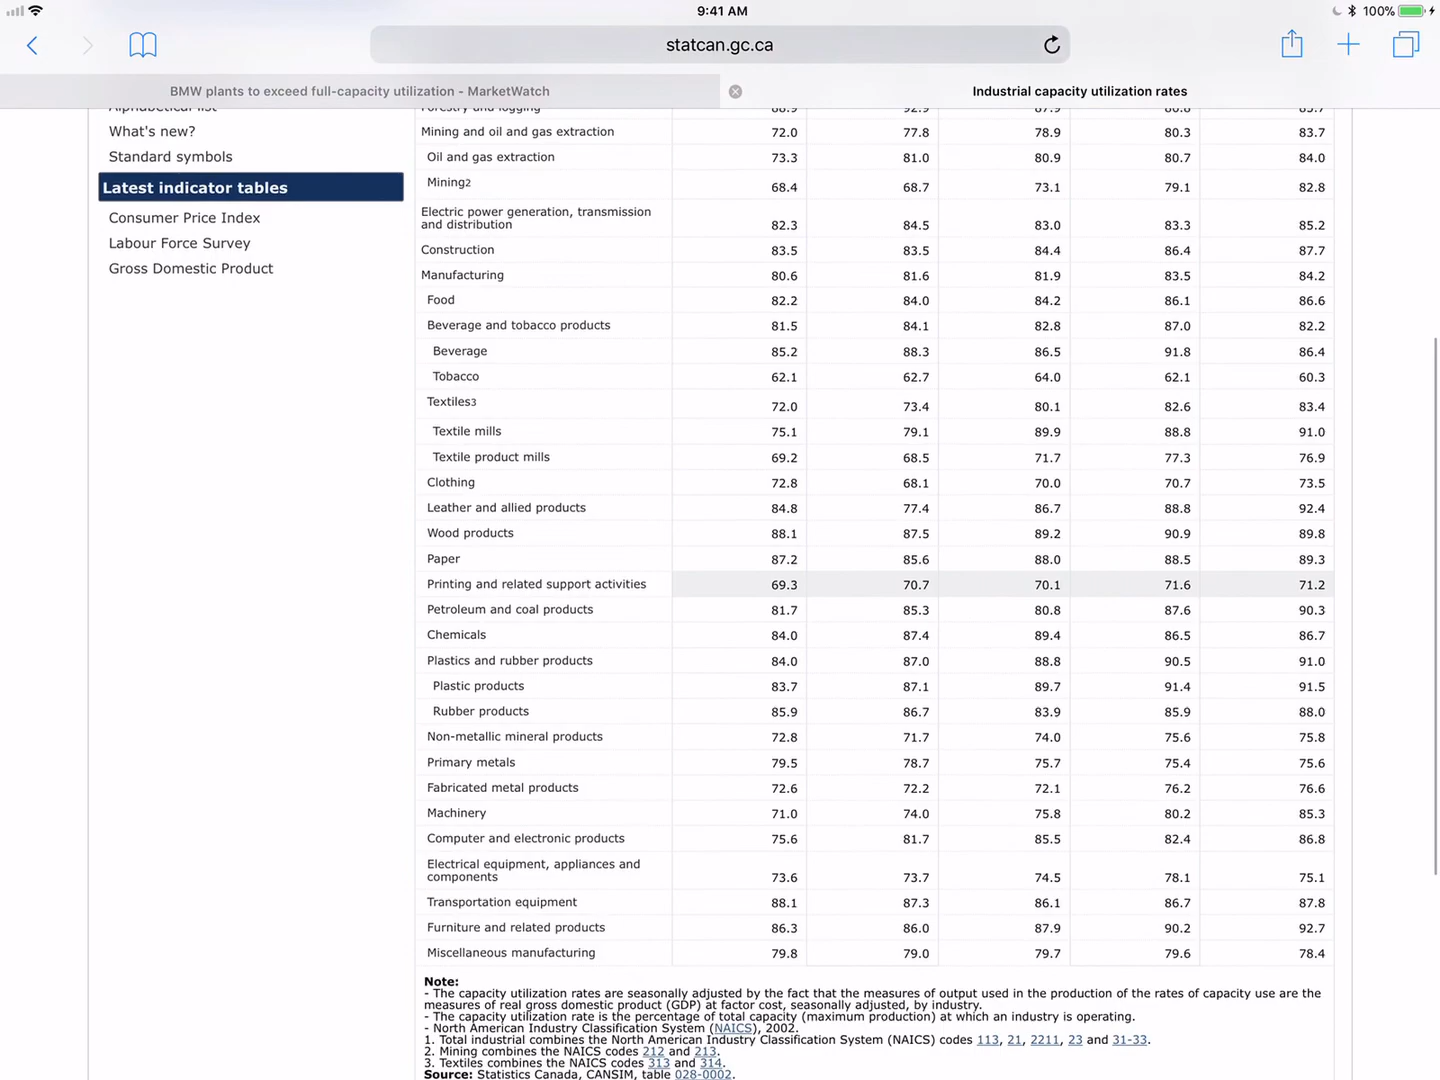 9:41 AM
100%
statcan.gc.ca
BMW plants to exceed full-capacity utilization - MarketWatch
Industrial capacity utilization rates
Alphabetical list
What's new?
Standard symbols
Latest indicator tables
Consumer Price Index
Labour Force Survey
Gross Domestic Product
Forestry and logging
Mining and oil and gas extraction 72.0 77.8 78.9 80.3 83.7
Oil and gas extraction 73.3 81.0 80.9 80.7 84.0
Mining2 68.4 68.7 73.1 79.1 82.8
Electric power generation, transmission
and distribution 82.3 84.5 83.0 83.3 85.2
Construction 83.5 83.5 84.4 86.4 87.7
Manufacturing 80.6 81.6 81.9 83.5 84.2
Food 82.2 84.0 84.2 86.1 86.6
Beverage and tobacco products 81.5 84.1 82.8 87.0 82.2
Beverage 85.2 88.3 86.5 91.8 86.4
Tobacco 62.1 62.7 64.0 62.1 60.3
Textiles3 72.0 73.4 80.1 82.6 83.4
Textile mills 75.1 79.1 89.9 88.8 91.0
Textile product mills 69.2 68.5 71.7 77.3 76.9
Clothing 72.8 68.1 70.0 70.7 73.5
Leather and allied products 84.8 77.4 86.7 88.8 92.4
Wood products 88.1 87.5 89.2 90.9 89.8
Paper 87.2 85.6 88.0 88.5 89.3
Printing and related support activities 69.3 70.7 70.1 71.6 71.2
Petroleum and coal products 81.7 85.3 80.8 87.6 90.3
Chemicals 84.0 87.4 89.4 86.5 86.7
Plastics and rubber products 84.0 87.0 88.8 90.5 91.0
Plastic products 83.7 87.1 89.7 91.4 91.5
Rubber products 85.9 86.7 83.9 85.9 88.0
Non-metallic mineral products 72.8 71.7 74.0 75.6 75.8
Primary metals 79.5 78.7 75.7 75.4 75.6
Fabricated metal products 72.6 72.2 72.1 76.2 76.6
Machinery 71.0 74.0 75.8 80.2 85.3
Computer and electronic products 75.6 81.7 85.5 82.4 86.8
Electrical equipment, appliances and
components 73.6 73.7 74.5 78.1 75.1
Transportation equipment 88.1 87.3 86.1 86.7 87.8
Furniture and related products 86.3 86.0 87.9 90.2 92.7
Miscellaneous manufacturing 79.8 79.0 79.7 79.6 78.4
Note:
- The capacity utilization rates are seasonally adjusted by the fact that the measures of output used in the production of the rates of capacity use are the
measures of real gross domestic product (GDP) at factor cost, seasonally adjusted, by industry.
- The capacity utilization rate is the percentage of total capacity (maximum production) at which an industry is operating.
- North American Industry Classification System (NAICS), 2002.
1. Total industrial combines the North American Industry Classification System (NAICS) codes 113, 21, 2211, 23 and 31-33.
2. Mining combines the NAICS codes 212 and 213.
3. Textiles combines the NAICS codes 313 and 314.
Source: Statistics Canada, CANSIM, table 028-0002.